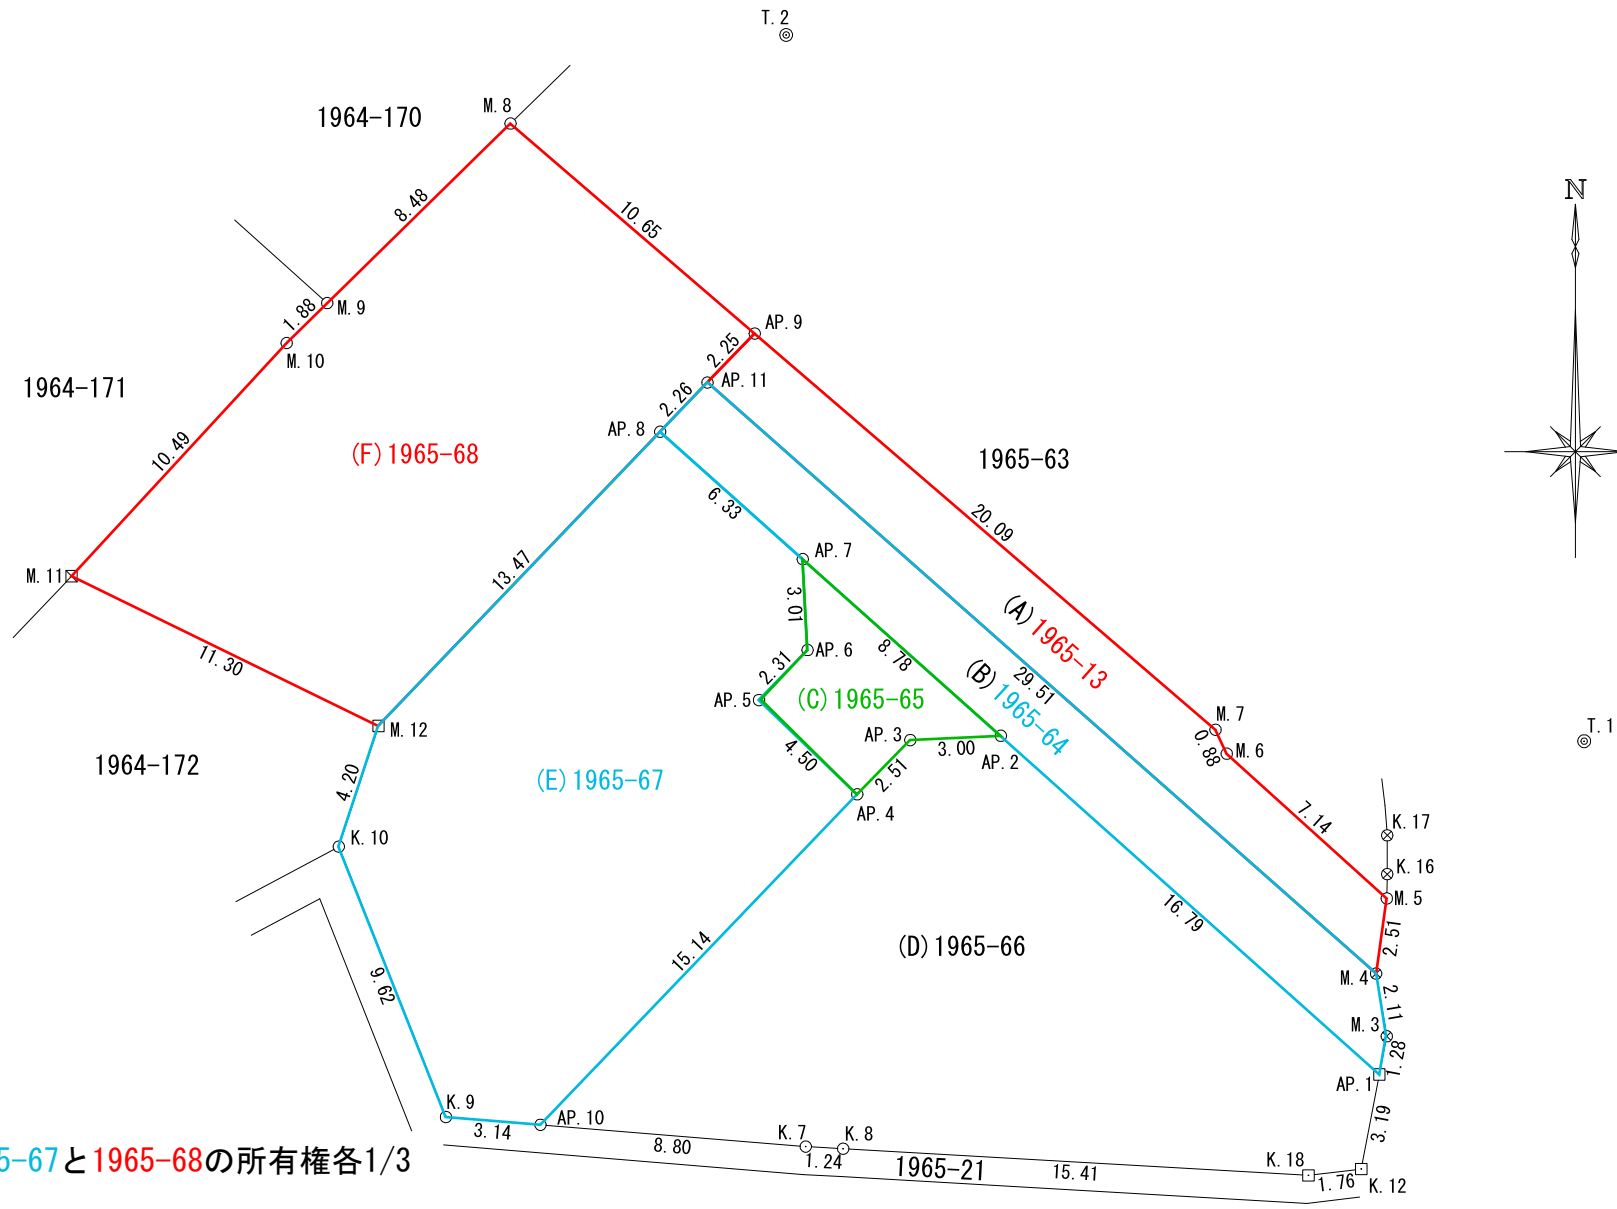 T.2
M.8
1964-170
N
8.48
10.65
M.9
1.88
AP.9
M.10
2.25
AP.11
1964-171
2.26
AP.8
10.49
(F)1965-68
1965-63
6.33
20.09
AP.7
M.11
13.47
3.01
(A)1965-13
AP.6
8.78
11.30
2.31
(B)1965-64
29.51
AP.5
(C)1965-65
M.7
M.12
AP.3
3.00
AP.2
0.88
M.6
T.1
1964-172
4.20
(E)1965-67
4.50
2.51
AP.4
7.14
K.17
K.10
K.16
M.5
16.79
15.14
(D)1965-66
2.51
9.62
M.4
2.11
M.3
1.28
AP.1
K.9
AP.10
3.19
3.14
K.7
K.8
8.80
1.24
1965-21
15.41
K.18
1.76
K.12
5-67と1965-68の所有権各1/3